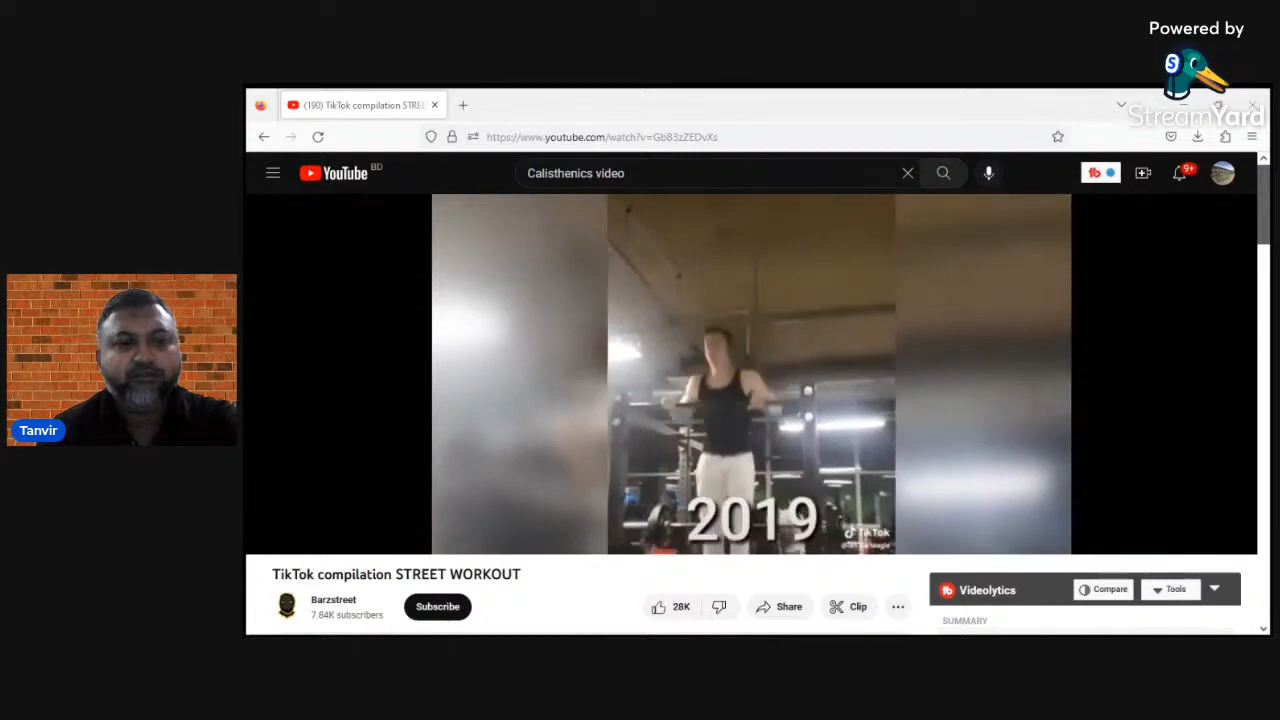 Powered by
StreamYard
(190) TikTok compilation STREE
https://www.youtube.com/watch?v=Gb83zZEDvXs
YouTube BD
Calisthenics video
9+
2019
TikTok
Tanvir
TikTok compilation STREET WORKOUT
Barzstreet
7.84K subscribers
Subscribe
28K
Share
Clip
Videolytics
Compare
Tools
SUMMARY